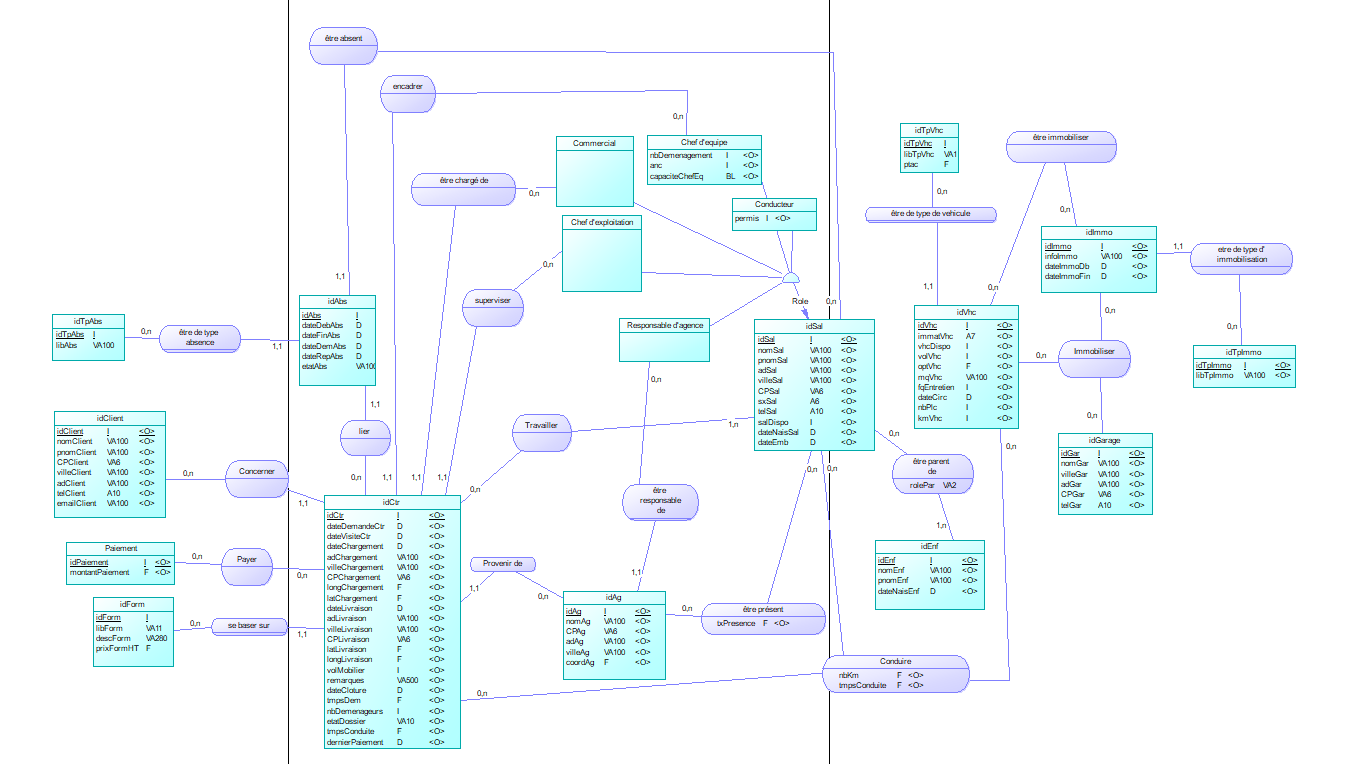 être absent
encadrer
0,n
être chargé de
0,n
Commercial
Chef d'equipe
nbDemenagement I <O>
anc I <O>
capaciteChefEq BL <O>
Conducteur
permis I <O>
Chef d'exploitation
0,n
superviser
Role
0,n
Responsable d'agence
0,n
idTpVhc
idTpVhc I
libTpVhc VA1
ptac F
0,n
être de type de vehicule
1,1
être immobiliser
0,n
0,n
idImmo
idImmo I <O>
infoImmo VA100 <O>
dateImmoDb D <O>
dateImmoFin D <O>
1,1
etre de type d'
immobilisation
0,n
idTpImmo
idTpImmo I <O>
libTpImmo VA100 <O>
0,n
Immobiliser
0,n
0,n
idGarage
idGar I <O>
nomGar VA100 <O>
villeGar VA100 <O>
adGar VA100 <O>
CPGar VA6 <O>
telGar A10 <O>
idVhc
idVhc I <O>
immatVhc A7 <O>
vhcDispo I <O>
volVhc I <O>
optVhc F <O>
mqVhc VA100 <O>
fqEntretien I <O>
dateCirc D <O>
nbPlc I <O>
kmVhc I <O>
0,n
1,1
idAbs
idAbs I
dateDebAbs D
dateFinAbs D
dateDemAbs D
dateRepAbs D
etatAbs VA100
idTpAbs
idTpAbs I
libAbs VA100
0,n
être de type
absence
1,1
1,1
lier
0,n
1,1
1,1
1,1
idSal
idSal I <O>
nomSal VA100 <O>
pnomSal VA100 <O>
adSal VA100 <O>
villeSal VA100 <O>
CPSal VA6 <O>
sxSal A6 <O>
telSal A10 <O>
salDispo I <O>
dateNaisSal D <O>
dateEmb D <O>
Travailler
1,n
0,n
0,n
être parent
de
rolePar VA2
1,n
idEnf
idEnf I <O>
nomEnf VA100 <O>
pnomEnf VA100 <O>
dateNaisEnf D <O>
0,n
0,n
idClient
idClient I <O>
nomClient VA100 <O>
pnomClient VA100 <O>
CPClient VA6 <O>
villeClient VA100 <O>
adClient VA100 <O>
telClient A10 <O>
emailClient VA100 <O>
0,n
Concerner
1,1
Paiement
idPaiement I <O>
montantPaiement F <O>
0,n
Payer
0,n
idForm
idForm I
libForm VA11
descForm VA280
prixFormHT F
0,n
se baser sur
1,1
idCtr
idCtr I <O>
dateDemandeCtr D <O>
dateVisiteCtr D <O>
dateChargement D <O>
adChargement VA100 <O>
villeChargement VA100 <O>
CPChargement VA6 <O>
longChargement F <O>
latChargement F <O>
dateLivraison D <O>
adLivraison VA100 <O>
villeLivraison VA100 <O>
CPLivraison VA6 <O>
latLivraison F <O>
longLivraison F <O>
volMobilier I <O>
remarques VA500 <O>
dateCloture D <O>
tmpsDem F <O>
nbDemenageurs I <O>
etatDossier VA10 <O>
tmpsConduite F <O>
dernierPaiement D <O>
être
responsable
de
1,1
Provenir de
1,1
0,n
idAg
idAg I <O>
nomAg VA100 <O>
CPAg VA6 <O>
adAg VA100 <O>
villeAg VA100 <O>
coordAg F <O>
0,n
être présent
txPresence F <O>
Conduire
nbKm F <O>
tmpsConduite F <O>
0,n